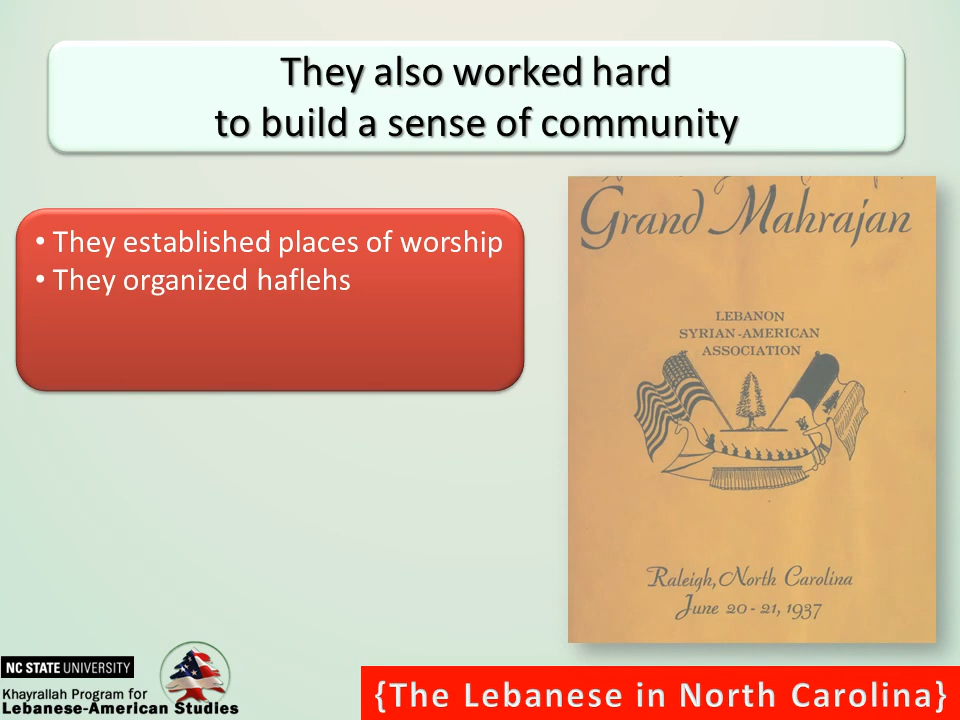 They also worked hard
to build a sense of community
• They established places of worship
• They organized haflehs
Grand Mahrajan
LEBANON
SYRIAN-AMERICAN
ASSOCIATION
Raleigh, North Carolina
June 20-21, 1937
NC STATE UNIVERSITY
Khayrallah Program for
Lebanese-American Studies
{The Lebanese in North Carolina}